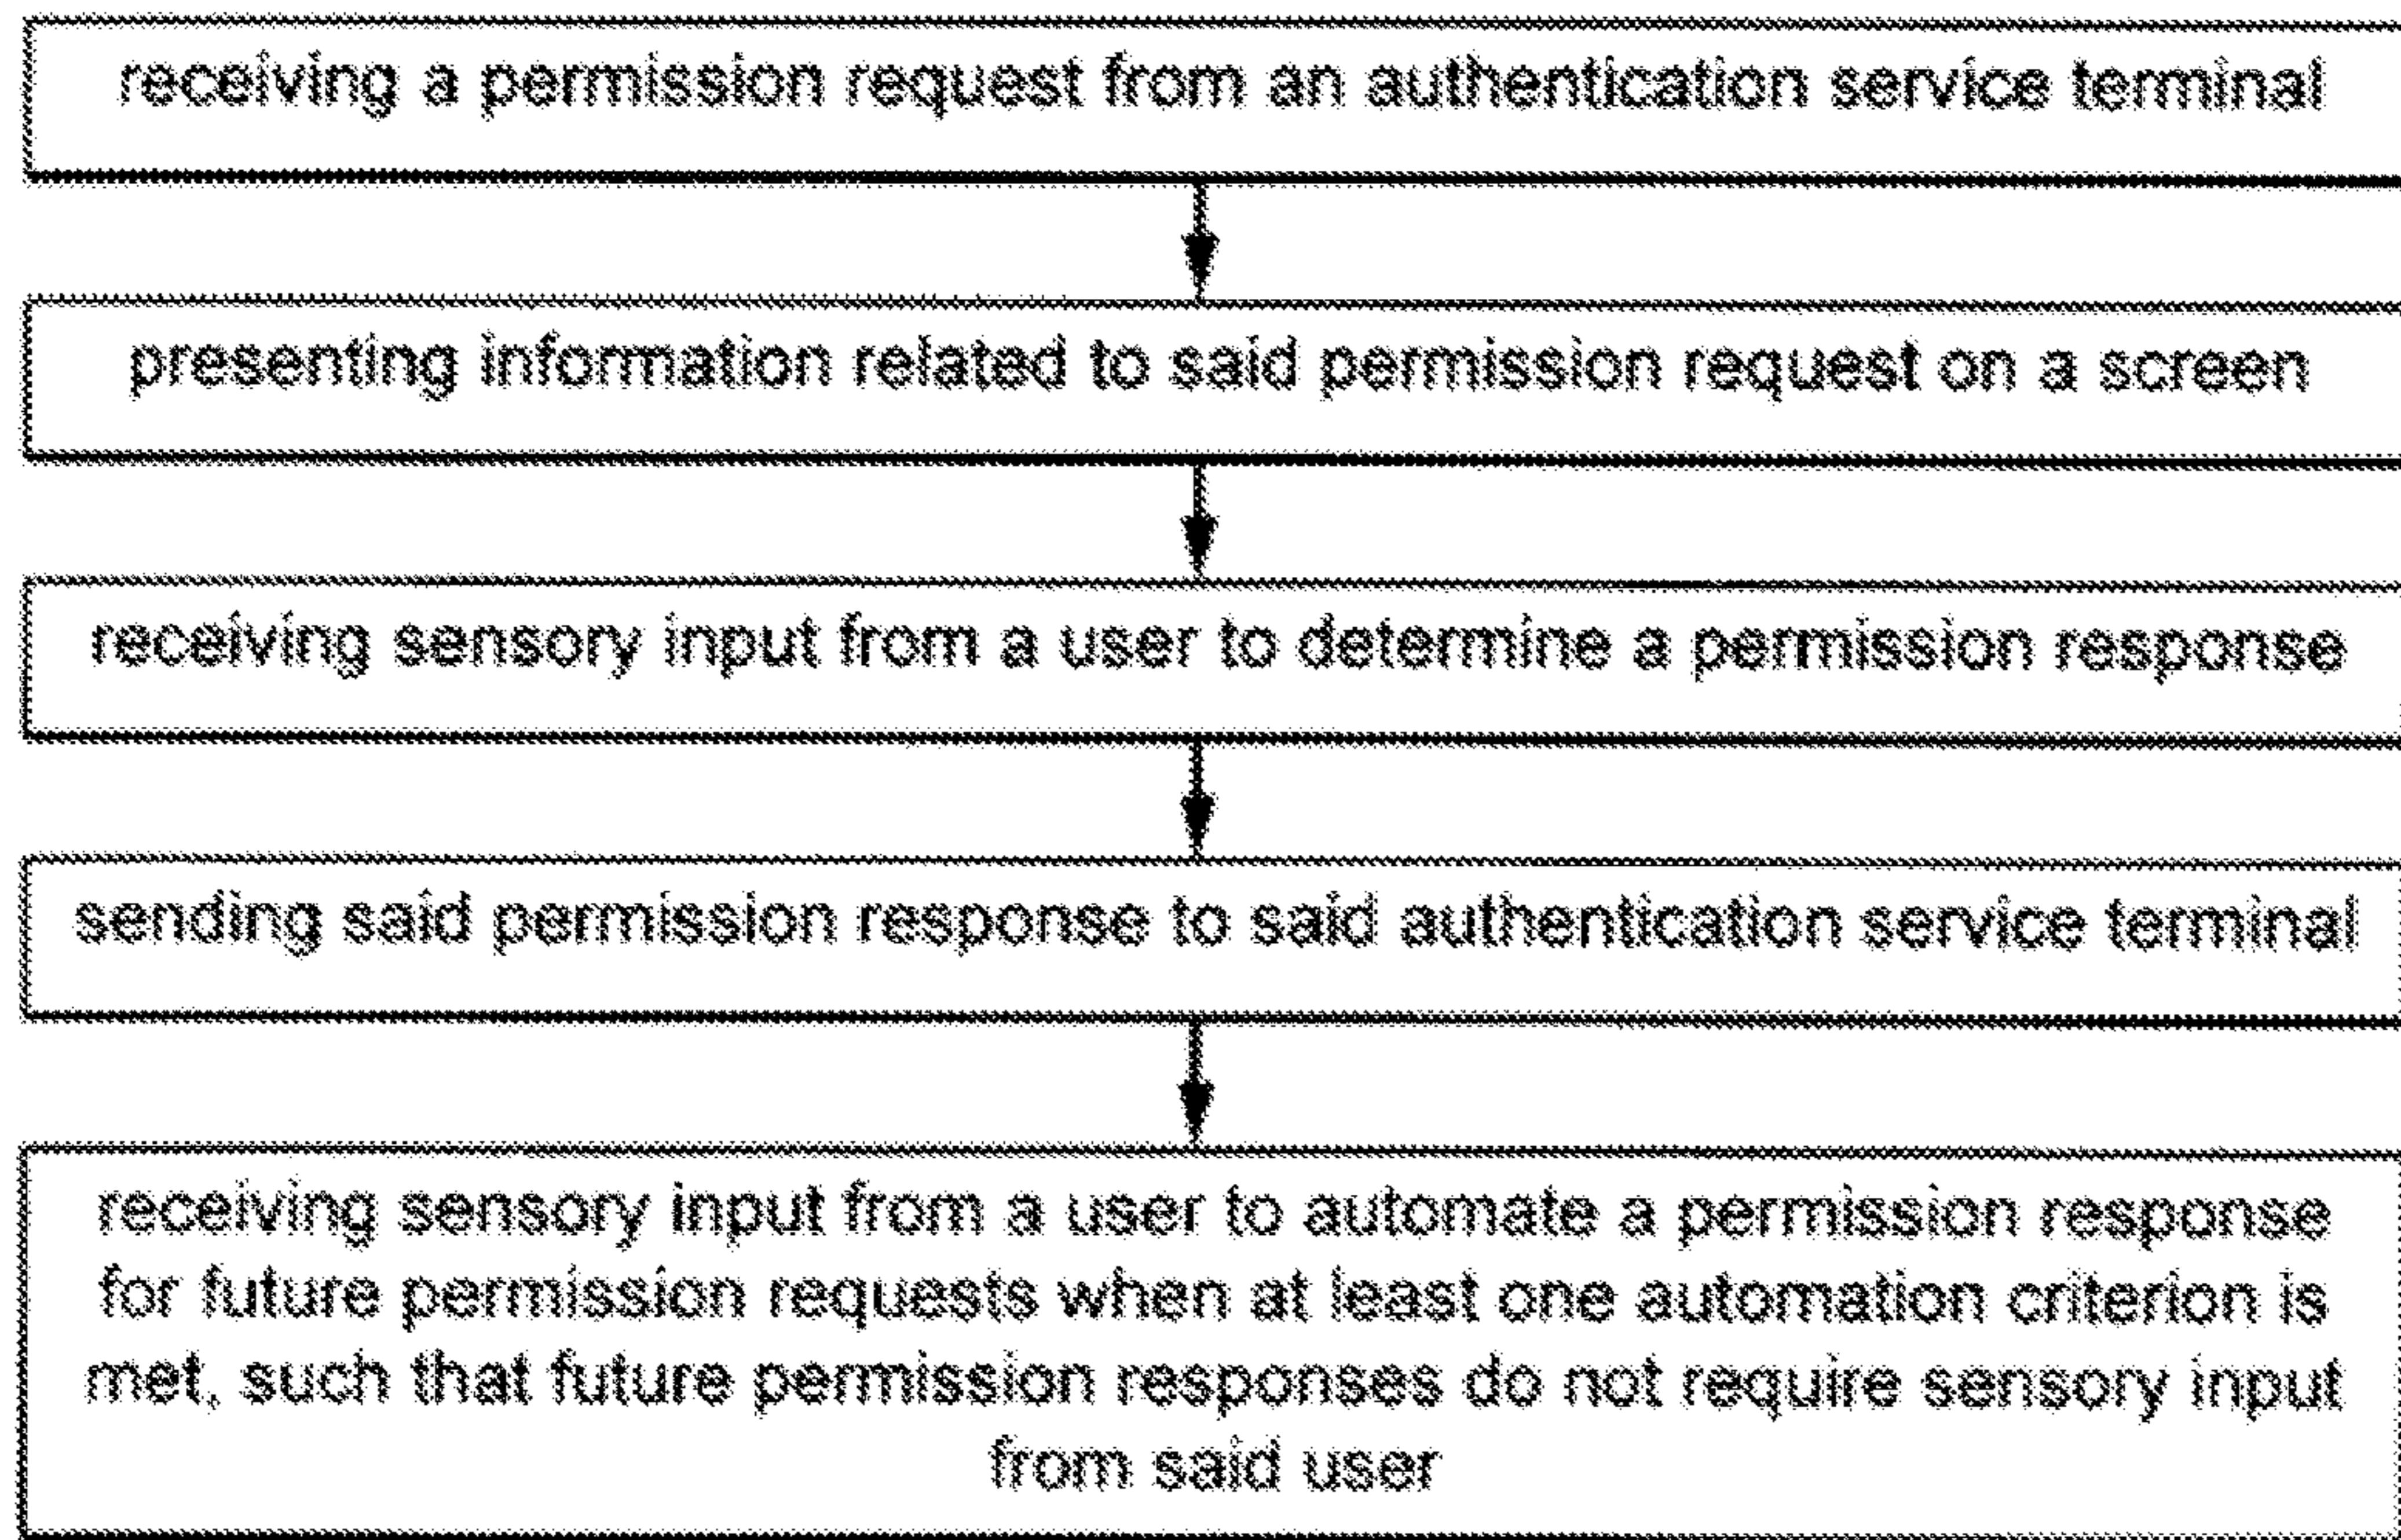 receiving a permission request from an authentication service terminal
presenting information related to said permission request on a screen
receiving sensory input from a user to determine a permission response
sending said permission response to said authentication service terminal
receiving sensory input from a user to automate a permission response
for future permission requests when at least one automation criterion is
met, such that future permission responses do not require sensory input
from said user